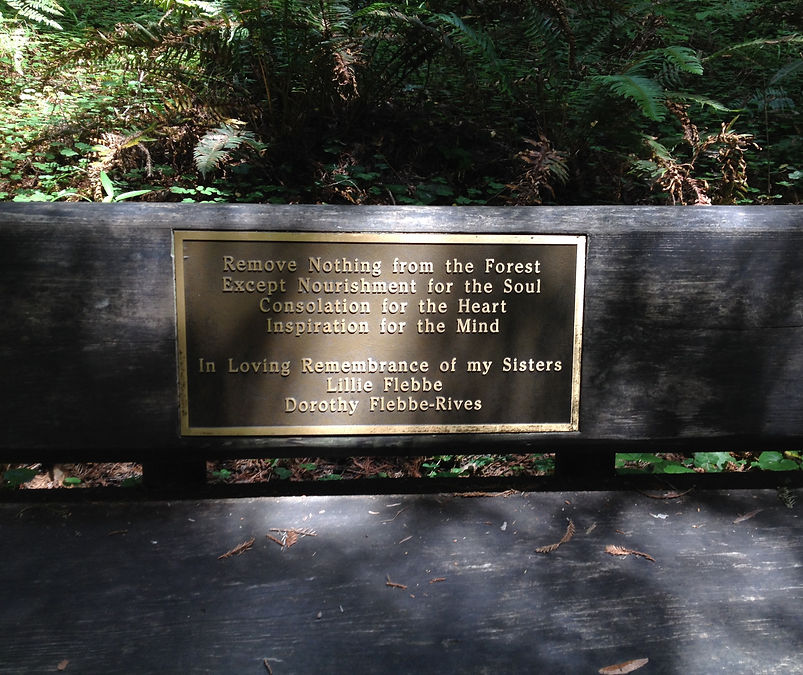 Remove Nothing from the Forest
Except Nourishment for the Soul
Consolation for the Heart
Inspiration for the Mind
In Loving Remembrance of my Sisters
Lillie Flebbe
Dorothy Flebbe-Rives